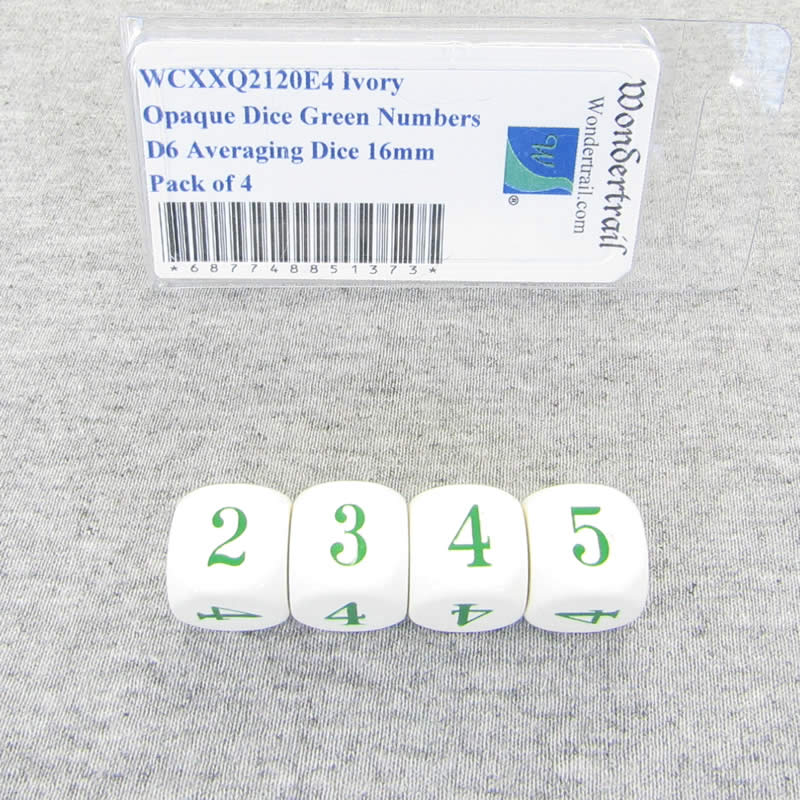 WCXXQ2120E4 Ivory
Opaque Dice Green Numbers
D6 Averaging Dice 16mm
Pack of 4
*687748851373*
W
®
Wondertrail
Wondertrail.com
2 3 4 5
4 4 4 4